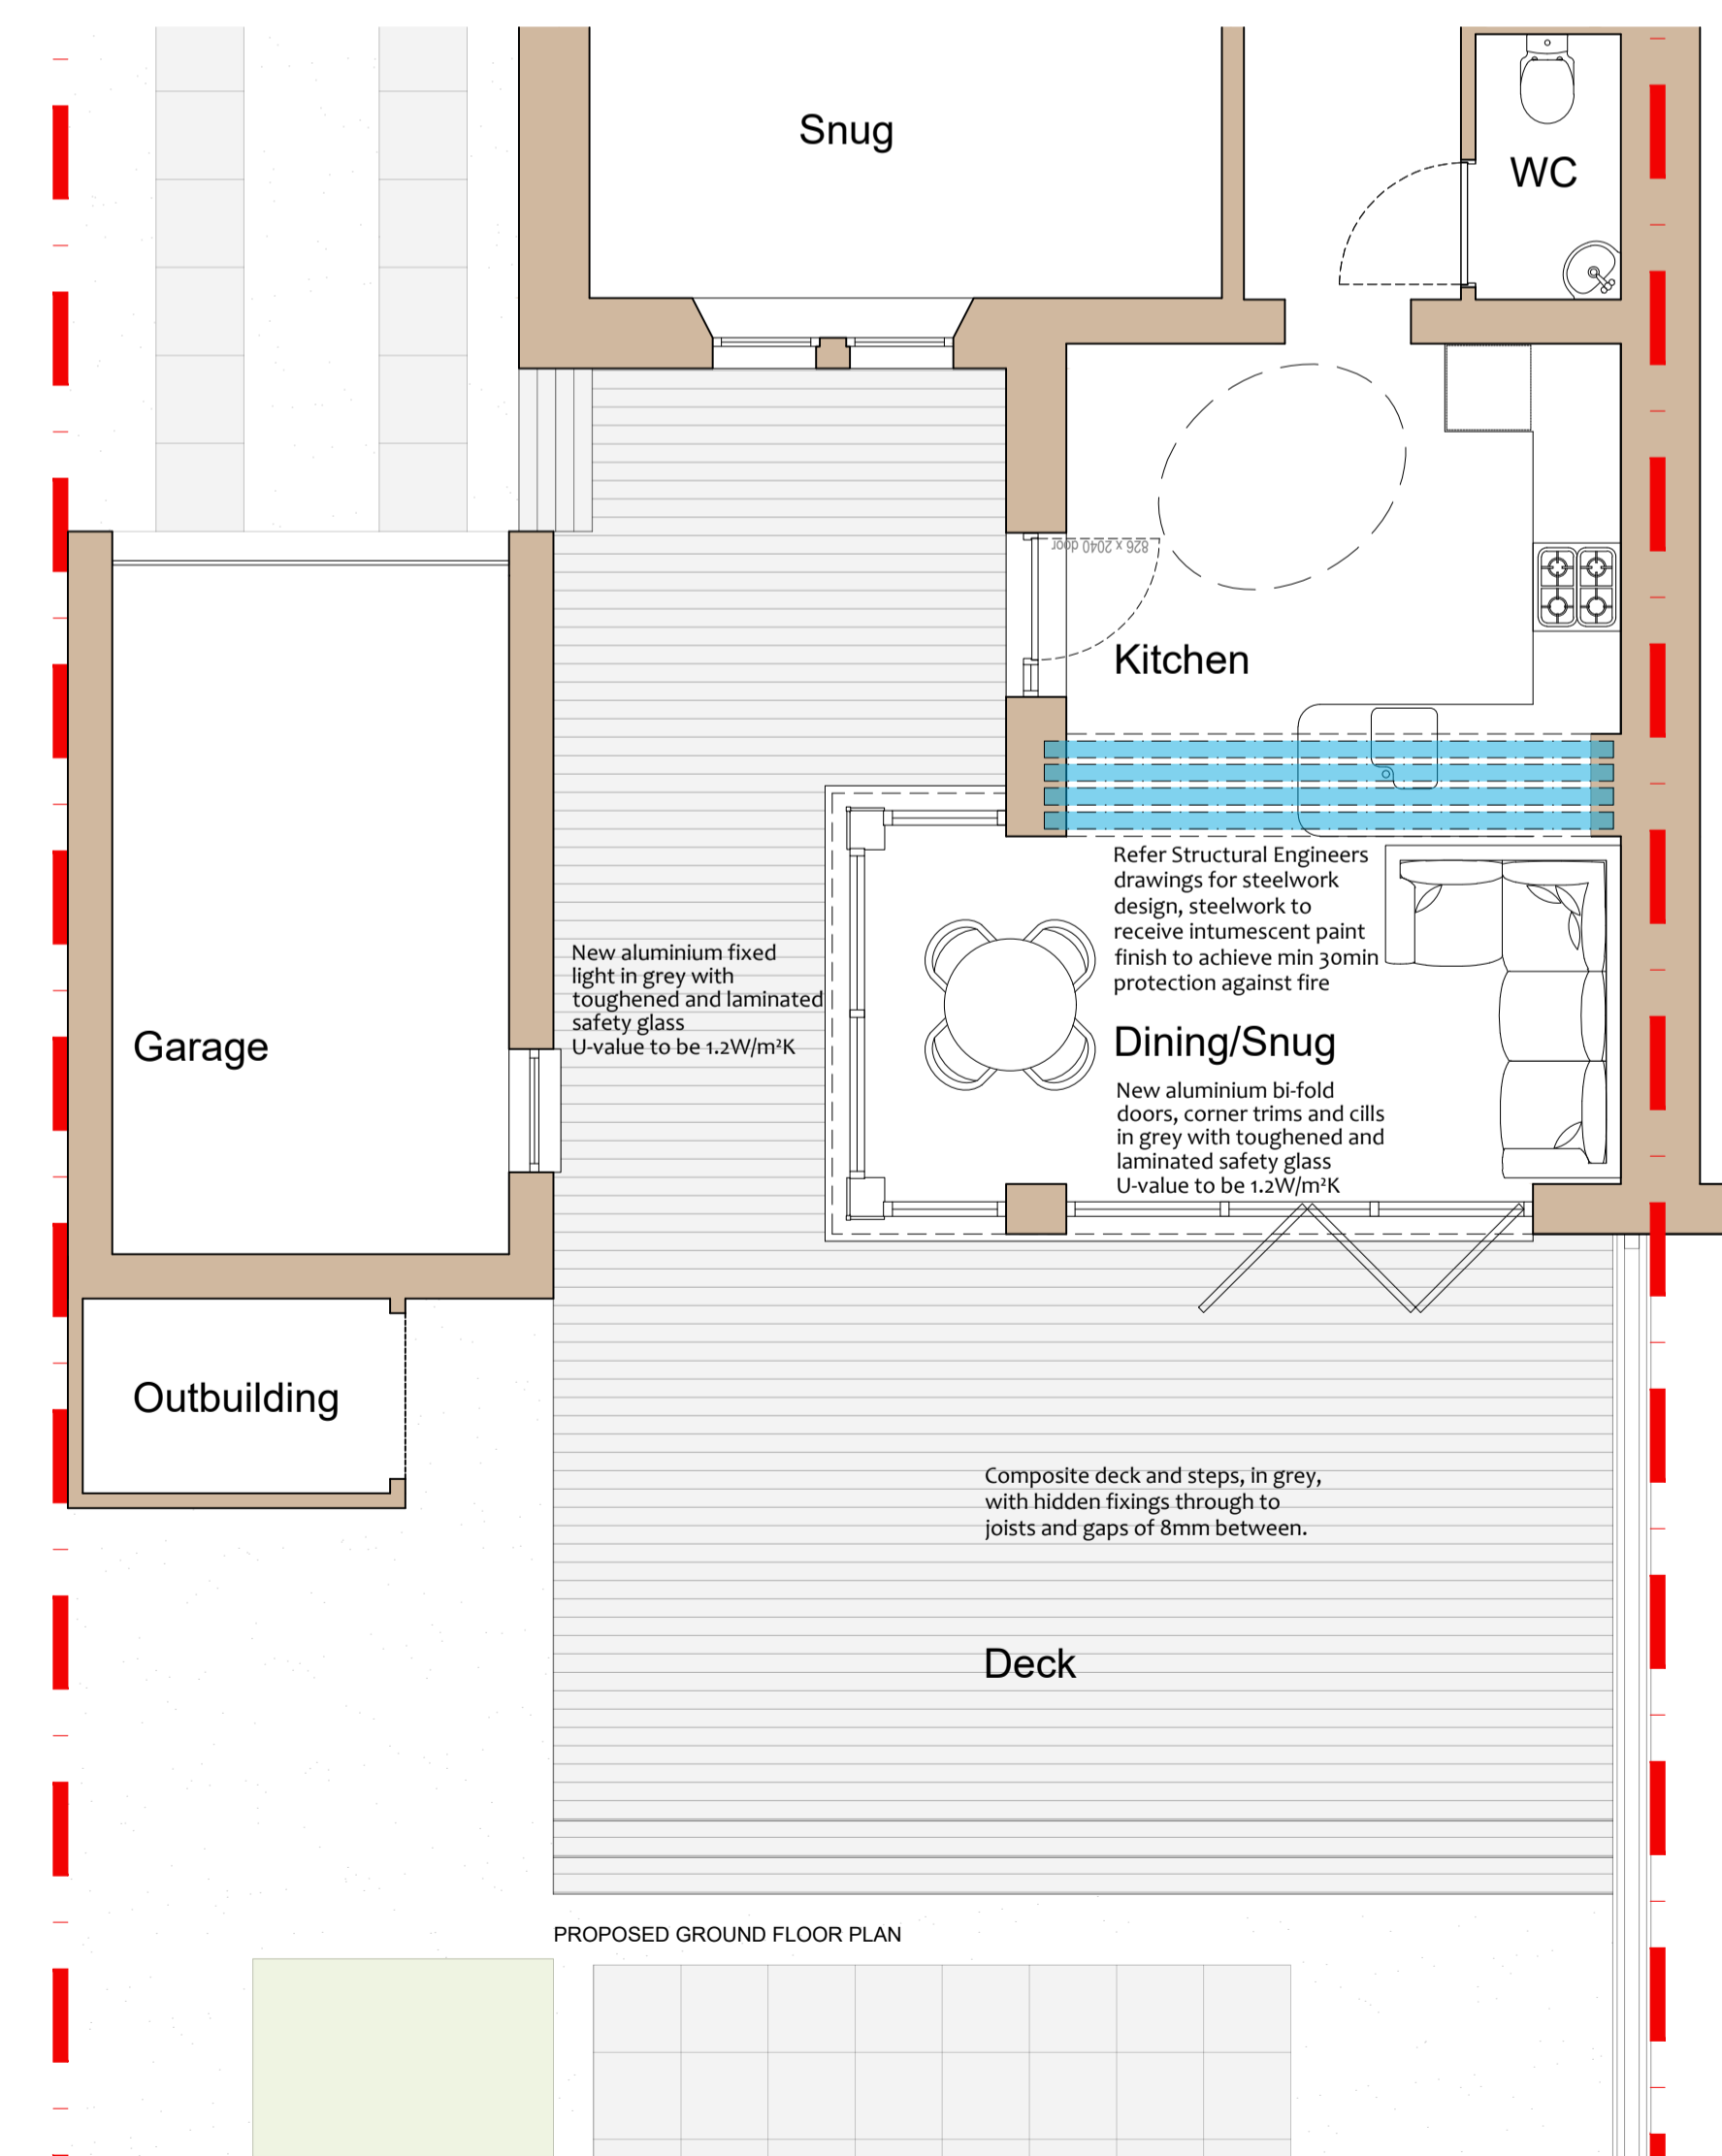 Snug
WC
826 x 2040 door
Kitchen
Refer Structural Engineers
drawings for steelwork
design, steelwork to
receive intumescent paint
finish to achieve min 30min
protection against fire
New aluminium fixed
light in grey with
toughened and laminated
safety glass
U-value to be 1.2W/m²K
Garage
Dining/Snug
New aluminium bi-fold
doors, corner trims and cills
in grey with toughened and
laminated safety glass
U-value to be 1.2W/m²K
Outbuilding
Composite deck and steps, in grey,
with hidden fixings through to
joists and gaps of 8mm between.
Deck
PROPOSED GROUND FLOOR PLAN